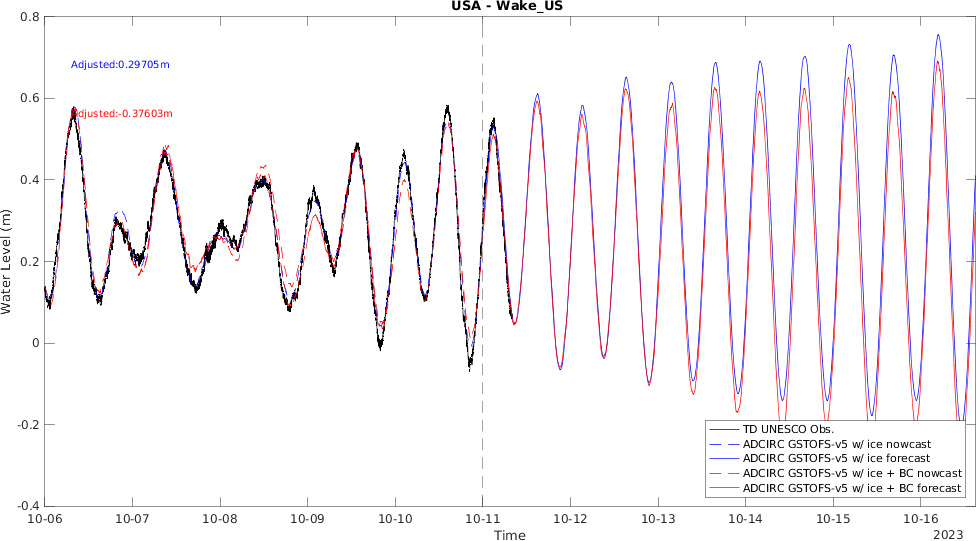 USA - Wake_US
Adjusted:0.29705m
Adjusted:-0.37603m
Water Level (m)
0.8
0.6
0.4
0.2
0
-0.2
-0.4
TD UNESCO Obs.
ADCIRC GSTOFS-v5 w/ ice nowcast
ADCIRC GSTOFS-v5 w/ ice forecast
ADCIRC GSTOFS-v5 w/ ice + BC nowcast
ADCIRC GSTOFS-v5 w/ ice + BC forecast
10-06 10-07 10-08 10-09 10-10 10-11 10-12 10-13 10-14 10-15 10-16
Time
2023